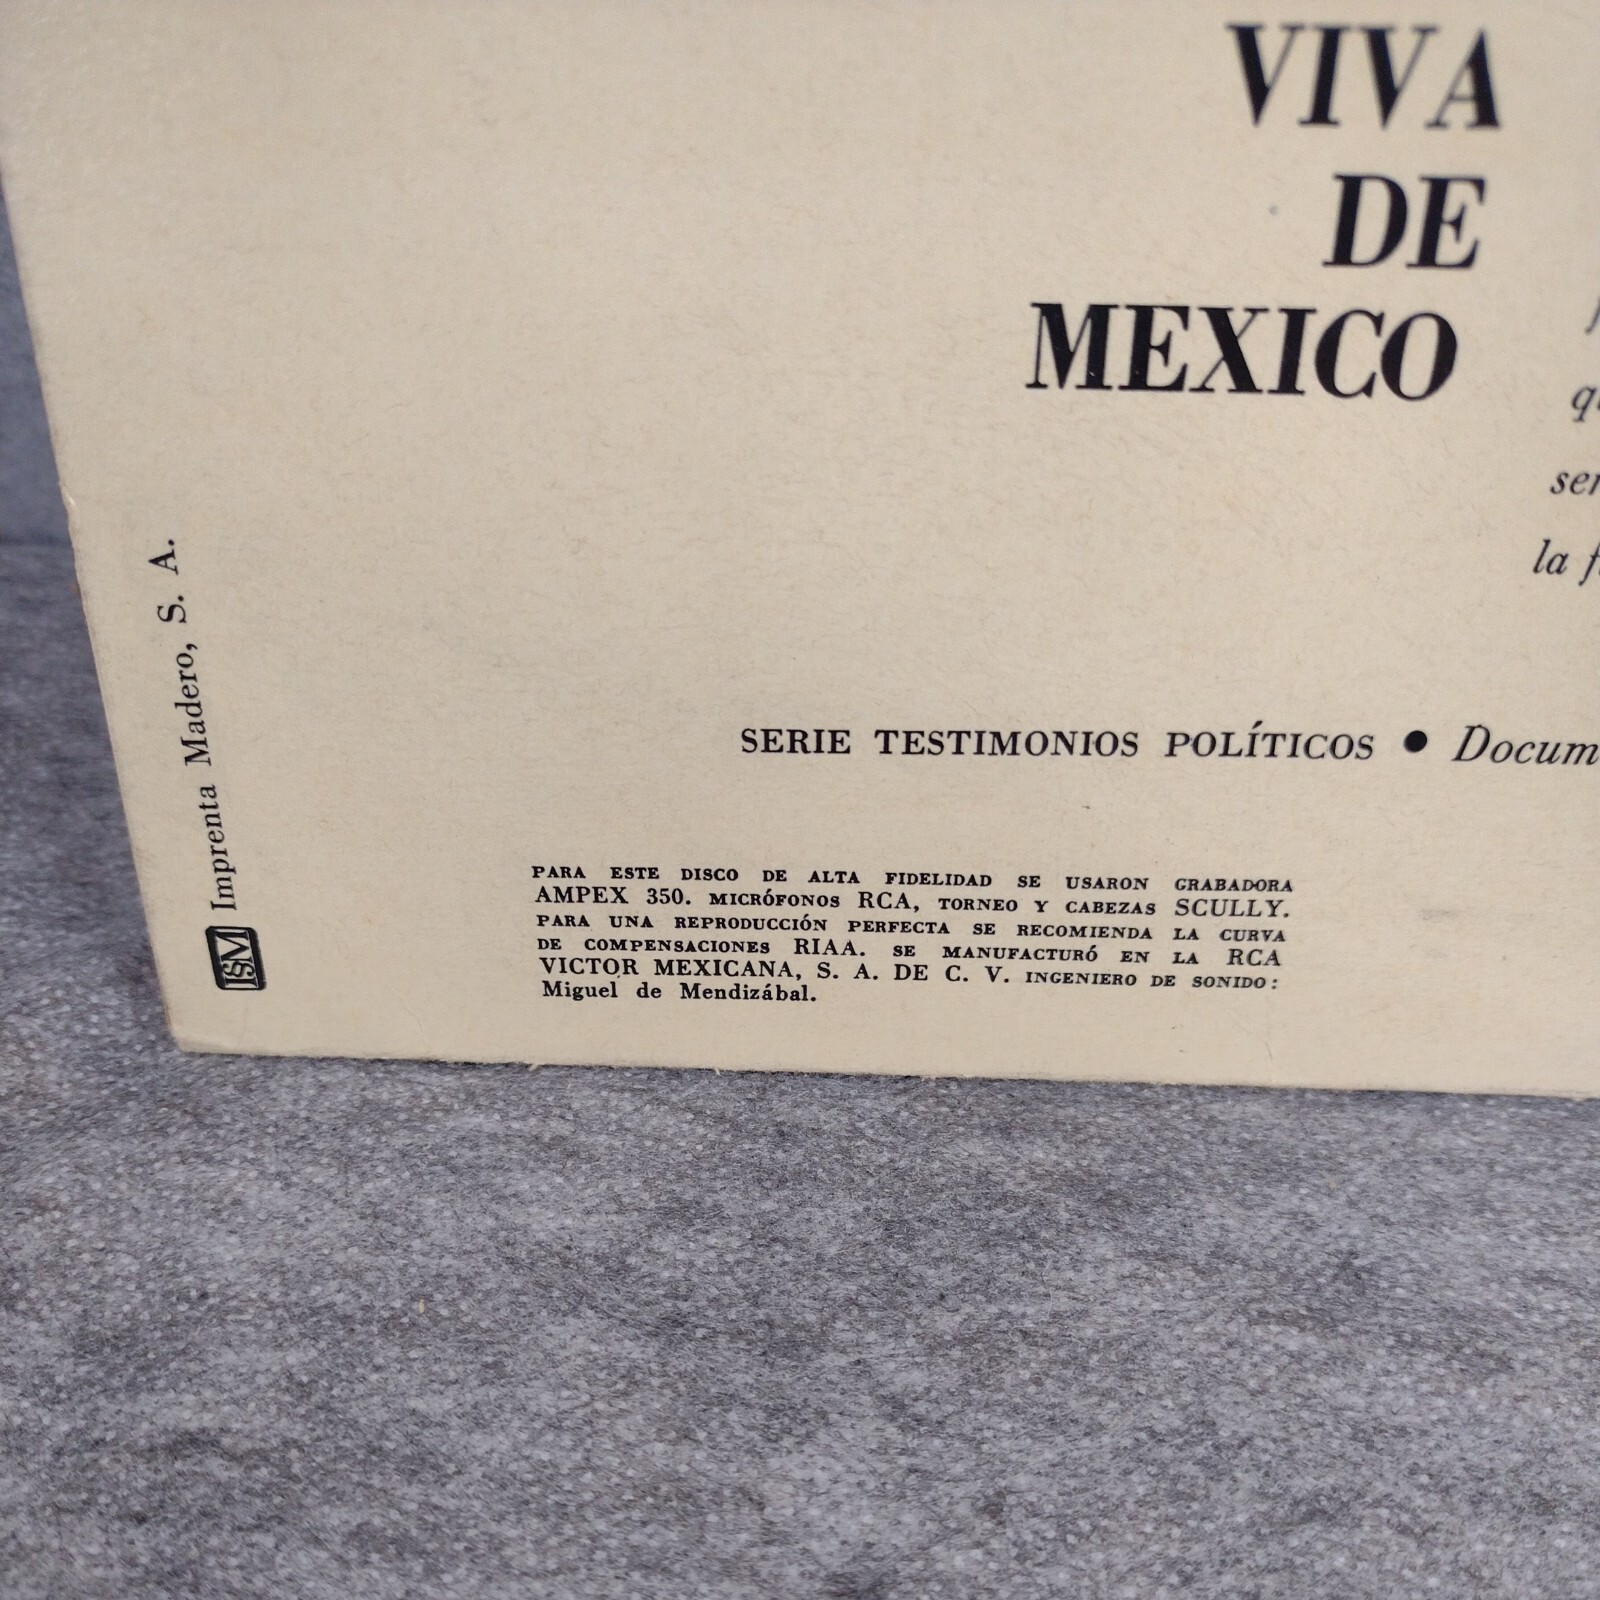 VIVA
DE
MEXICO
ser
la f
SERIE TESTIMONIOS POLÍTICOS • Docum
PARA ESTE DISCO DE ALTA FIDELIDAD SE USARON GRABADORA
AMPEX 350. MICRÓFONOS RCA, TORNEO Y CABEZAS SCULLY.
PARA UNA REPRODUCCIÓN PERFECTA SE RECOMIENDA LA CURVA
DE COMPENSACIONES RIAA. SE MANUFACTURÓ EN LA RCA
VICTOR MEXICANA, S. A. DE C. V. INGENIERO DE SONIDO:
Miguel de Mendizábal.
Imprenta Madero, S. A.